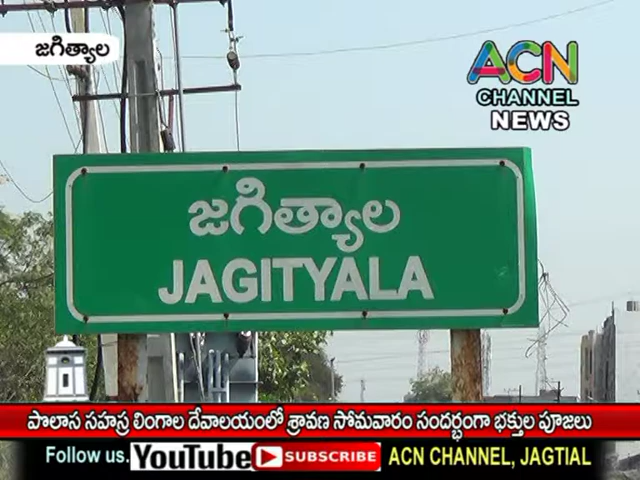 జగిత్యాల
ACN
CHANNEL
NEWS
జగిత్యాల
JAGITYALA
పొలాస సహస్ర లింగాల దేవాలయంలో శ్రావణ సోమవారం సందర్భంగా భక్తుల పూజలు
Follow us. YouTube SUBSCRIBE ACN CHANNEL, JAGTIAL